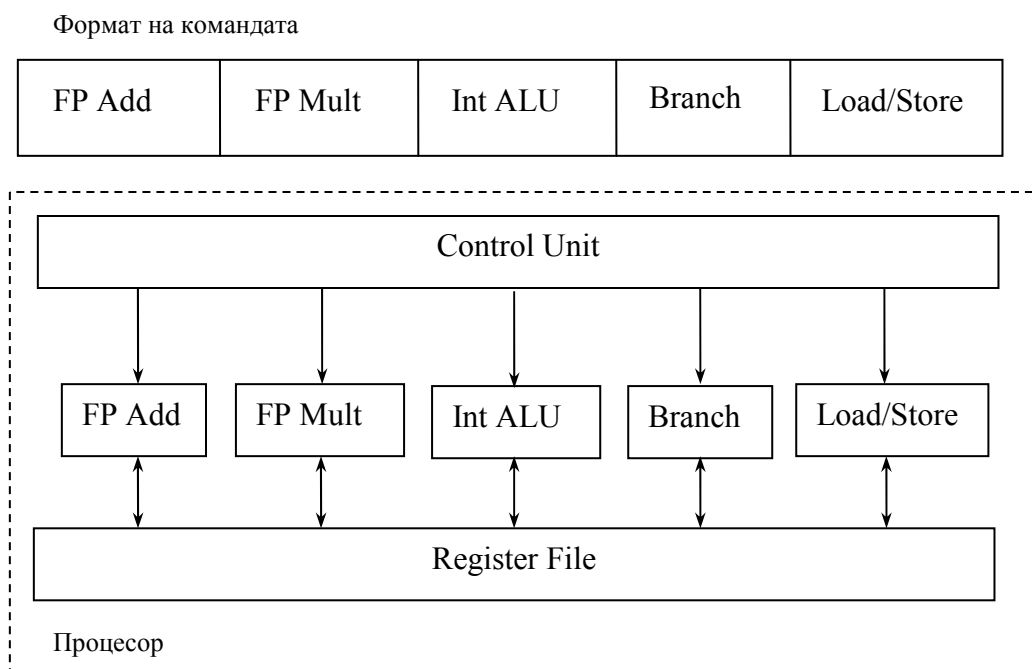 Формат на командата
FP Add FP Mult Int ALU Branch Load/Store
Control Unit
FP Add FP Mult Int ALU Branch Load/Store
Register File
Процесор